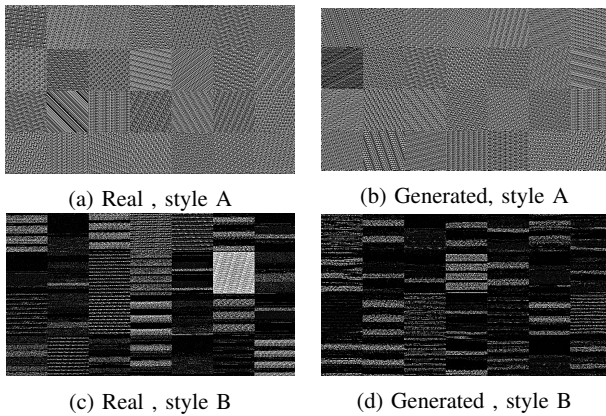 (a) Real , style A
(b) Generated, style A
(c) Real , style B
(d) Generated , style B